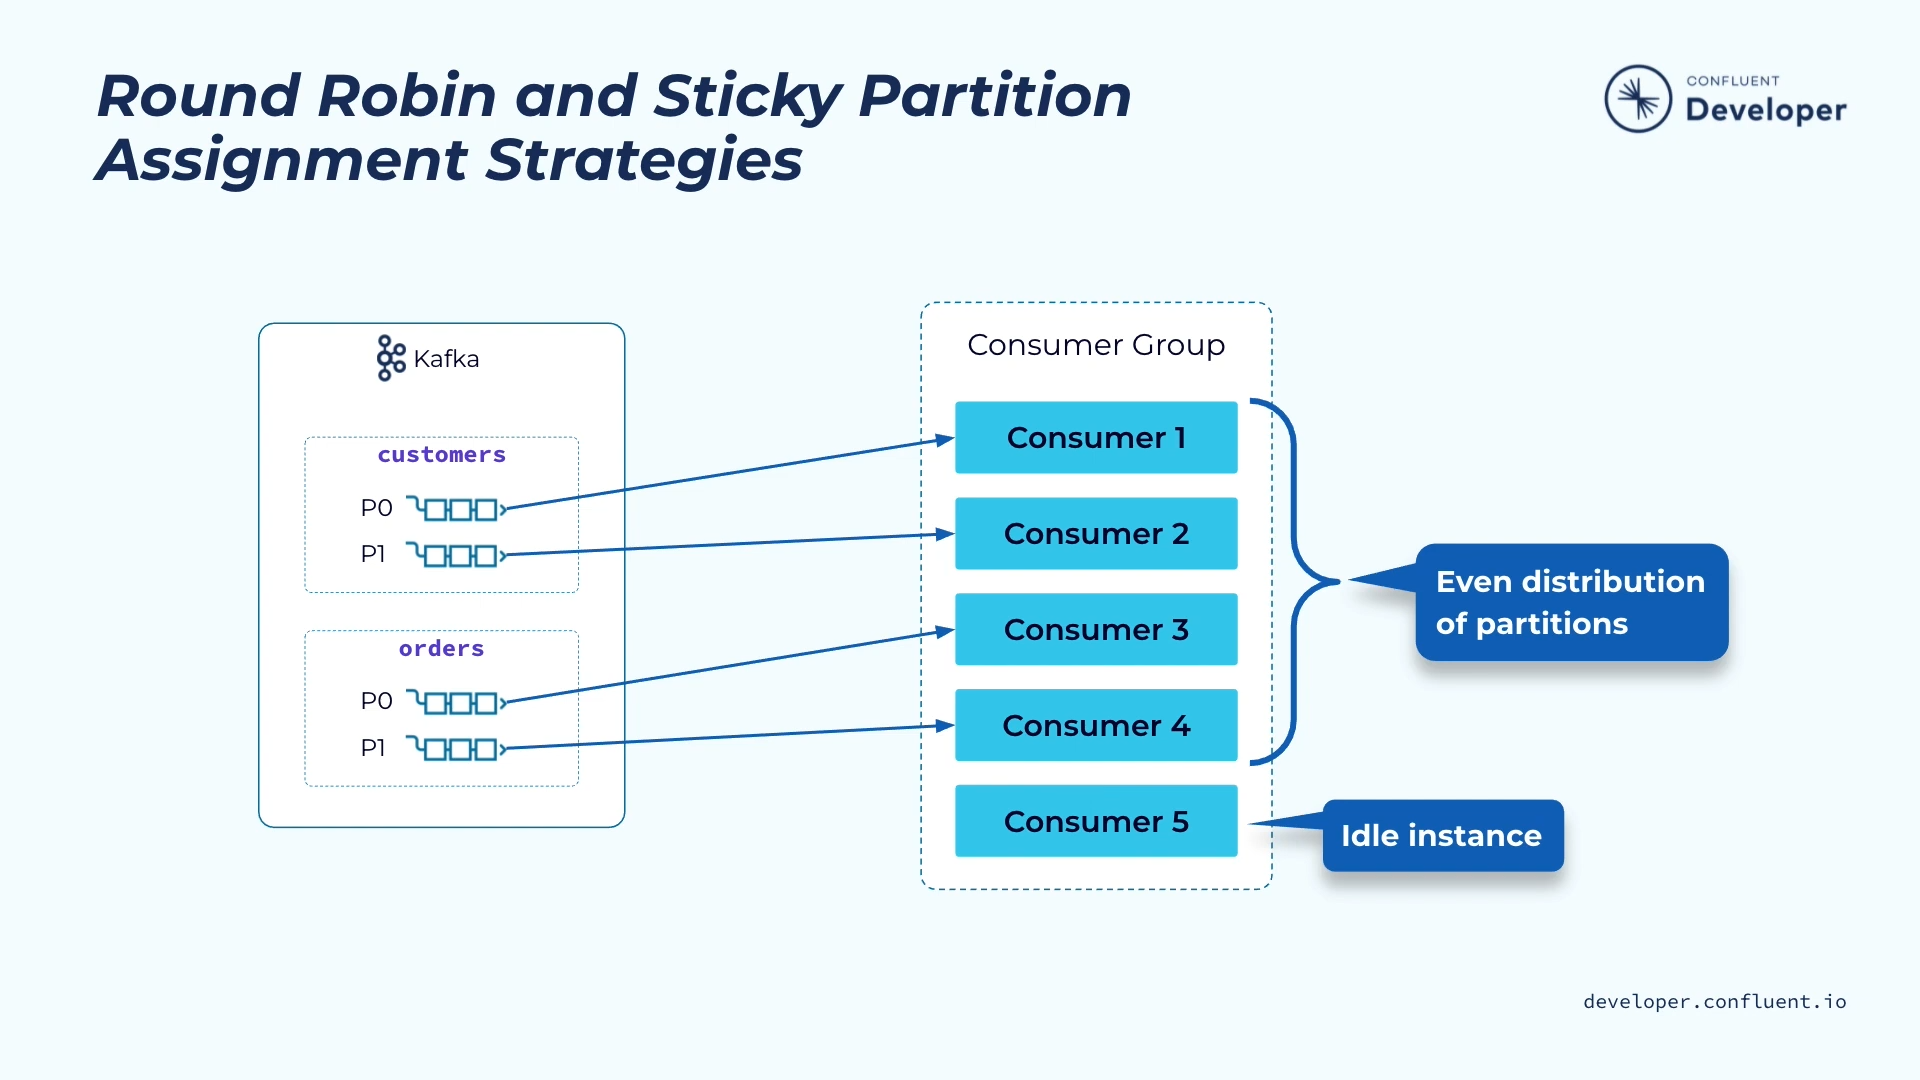 Round Robin and Sticky Partition
Assignment Strategies
CONFLUENT
Developer
Kafka
customers
P0
P1
orders
P0
P1
Consumer Group
Consumer 1
Consumer 2
Consumer 3
Consumer 4
Consumer 5
Even distribution
of partitions
Idle instance
developer.confluent.io